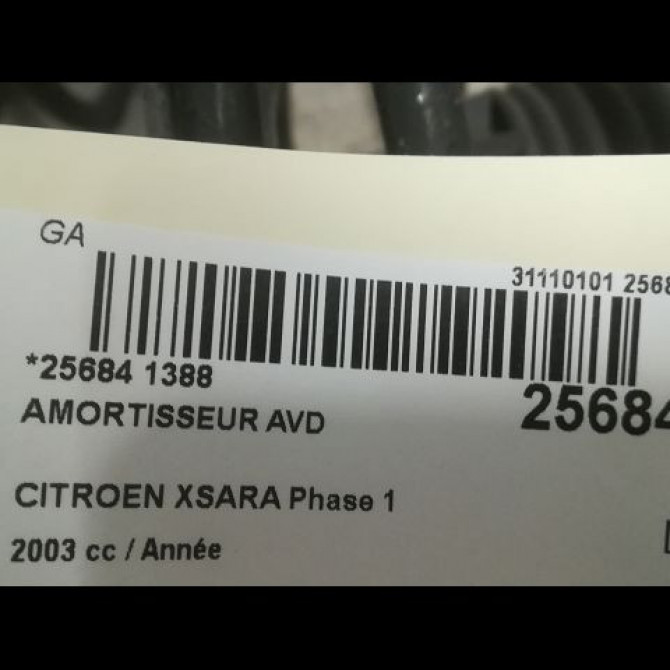 GA
31110101 2568
*25684 1388
25684
AMORTISSEUR AVD
CITROEN XSARA Phase 1
2003 cc / Année